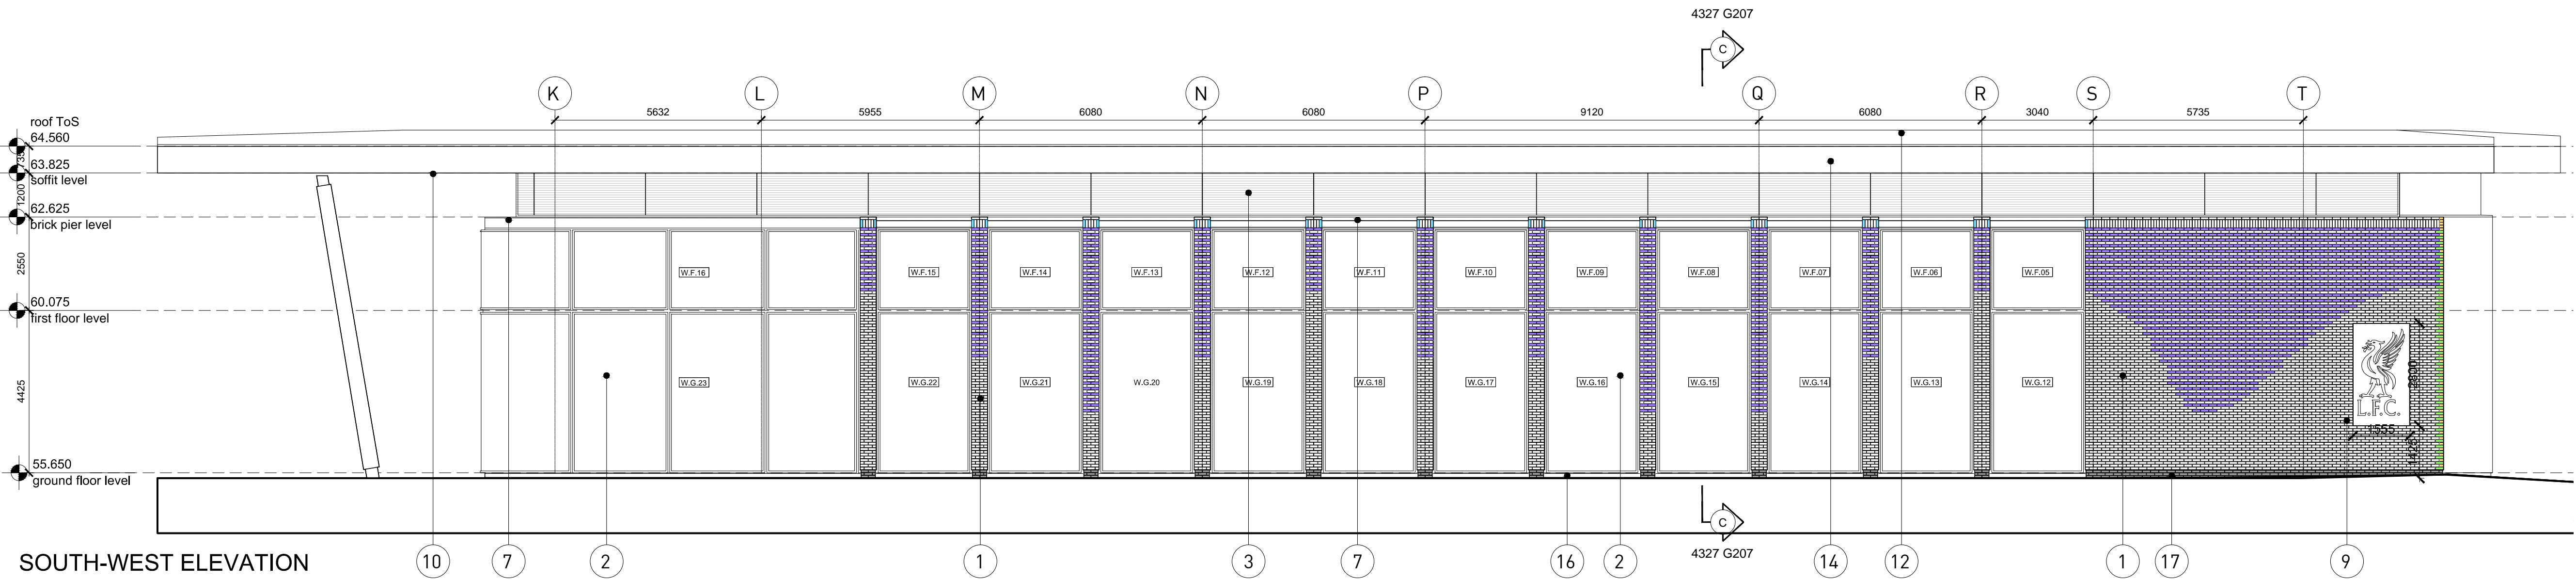 4327 G207
C
K
L
M
N
P
Q
R
S
T
5632
5955
6080
6080
9120
6080
3040
5735
roof ToS
64.560
735
63.825
soffit level
1200
62.625
brick pier level
2550
60.075
first floor level
4425
55.650
ground floor level
W.F.16
W.F.15
W.F.14
W.F.13
W.F.12
W.F.11
W.F.10
W.F.09
W.F.08
W.F.07
W.F.06
W.F.05
W.G.23
W.G.22
W.G.21
W.G.20
W.G.19
W.G.18
W.G.17
W.G.16
W.G.15
W.G.14
W.G.13
W.G.12
L.F.C.
2800
1555
1425
C
4327 G207
SOUTH-WEST ELEVATION
10
7
2
1
3
7
16
2
14
12
1
17
9